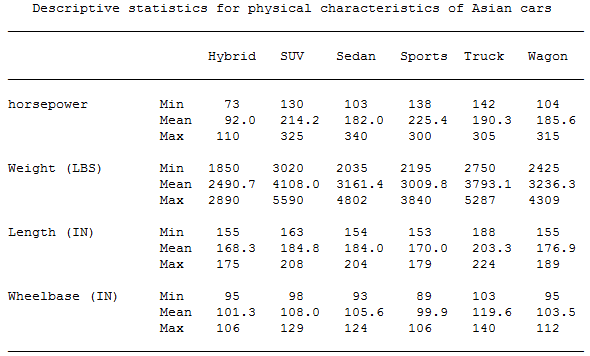 Descriptive statistics for physical characteristics of Asian cars
Hybrid SUV Sedan Sports Truck Wagon
horsepower Min 73 130 103 138 142 104
Mean 92.0 214.2 182.0 225.4 190.3 185.6
Max 110 325 340 300 305 315
Weight (LBS) Min 1850 3020 2035 2195 2750 2425
Mean 2490.7 4108.0 3161.4 3009.8 3793.1 3236.3
Max 2890 5590 4802 3840 5287 4309
Length (IN) Min 155 163 154 153 188 155
Mean 168.3 184.8 184.0 170.0 203.3 176.9
Max 175 208 204 179 224 189
Wheelbase (IN) Min 95 98 93 89 103 95
Mean 101.3 108.0 105.6 99.9 119.6 103.5
Max 106 129 124 106 140 112